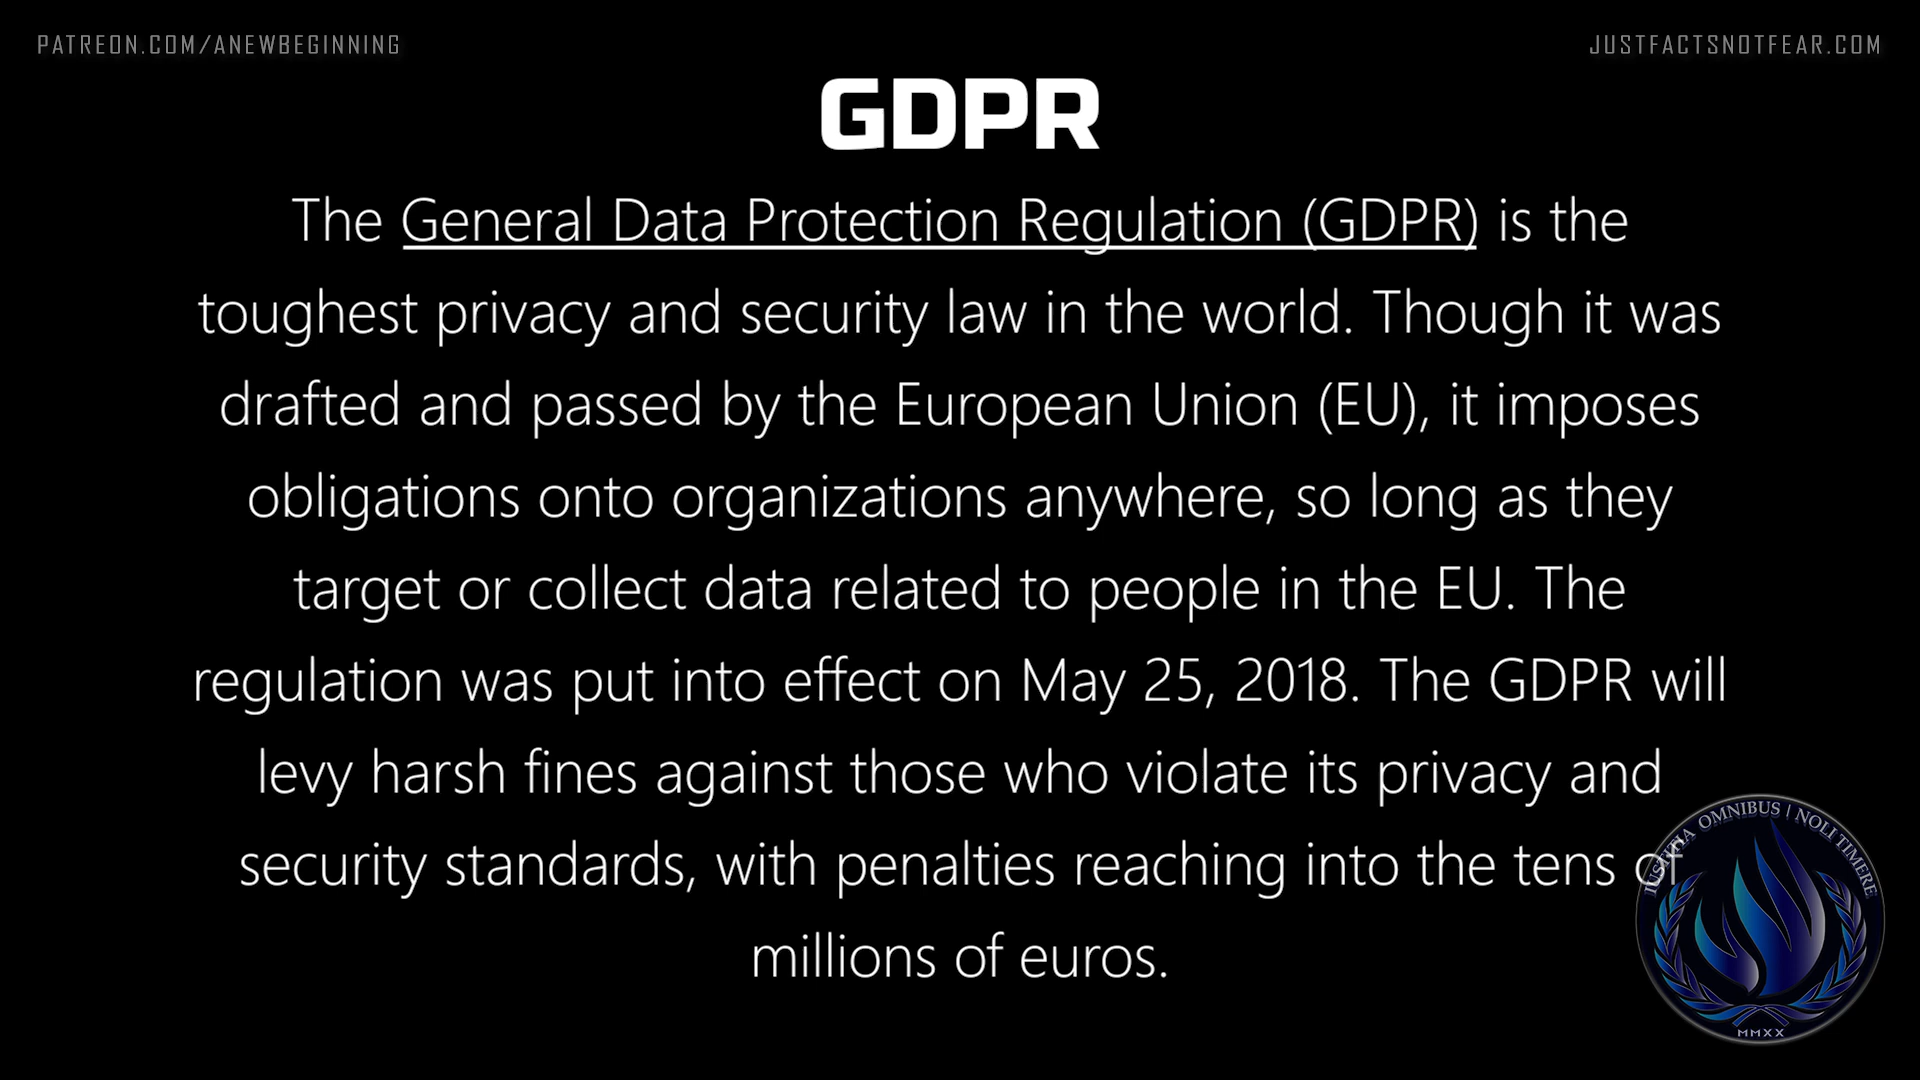 PATREON.COM/ANEWBEGINNING
JUSTFACTSNOTFEAR.COM
GDPR
The General Data Protection Regulation (GDPR) is the
toughest privacy and security law in the world. Though it was
drafted and passed by the European Union (EU), it imposes
obligations onto organizations anywhere, so long as they
target or collect data related to people in the EU. The
regulation was put into effect on May 25, 2018. The GDPR will
levy harsh fines against those who violate its privacy and
security standards, with penalties reaching into the tens of
millions of euros.
IUSTITIA OMNIBUS | NOLI TIMERE
MMXX